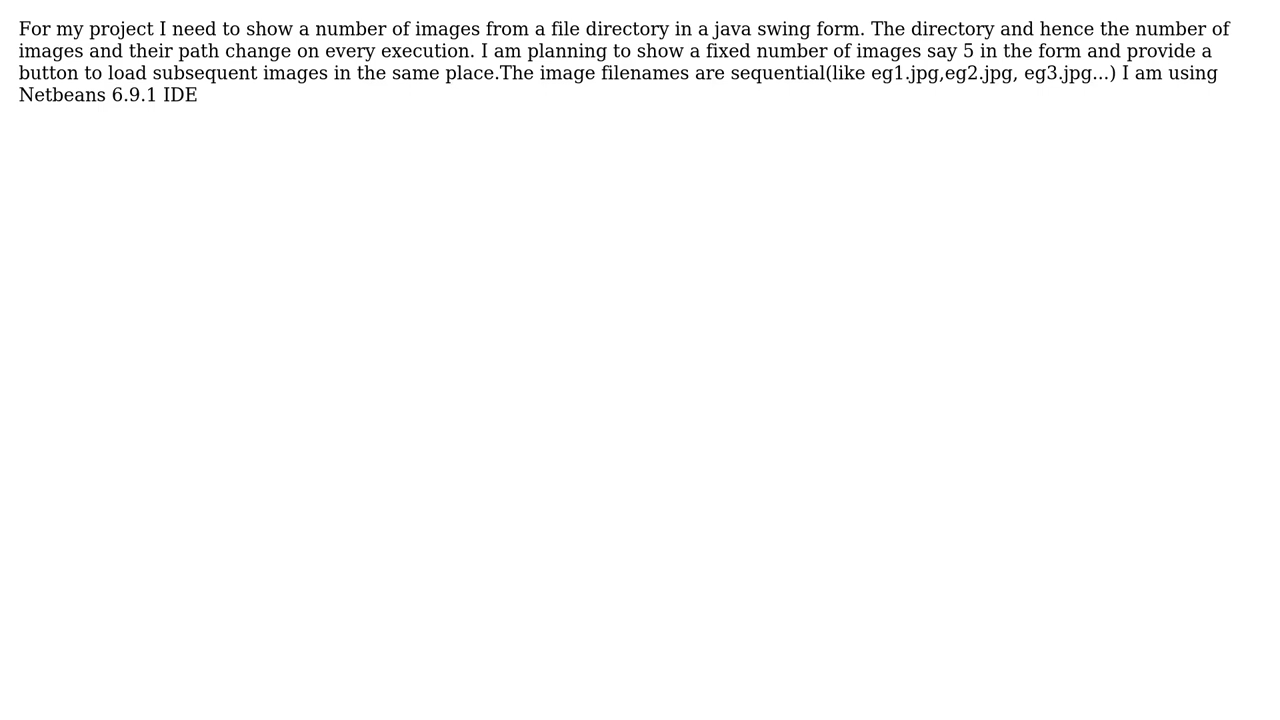 For my project I need to show a number of images from a file directory in a java swing form. The directory and hence the number of
images and their path change on every execution. I am planning to show a fixed number of images say 5 in the form and provide a
button to load subsequent images in the same place.The image filenames are sequential(like eg1.jpg,eg2.jpg, eg3.jpg...) I am using
Netbeans 6.9.1 IDE